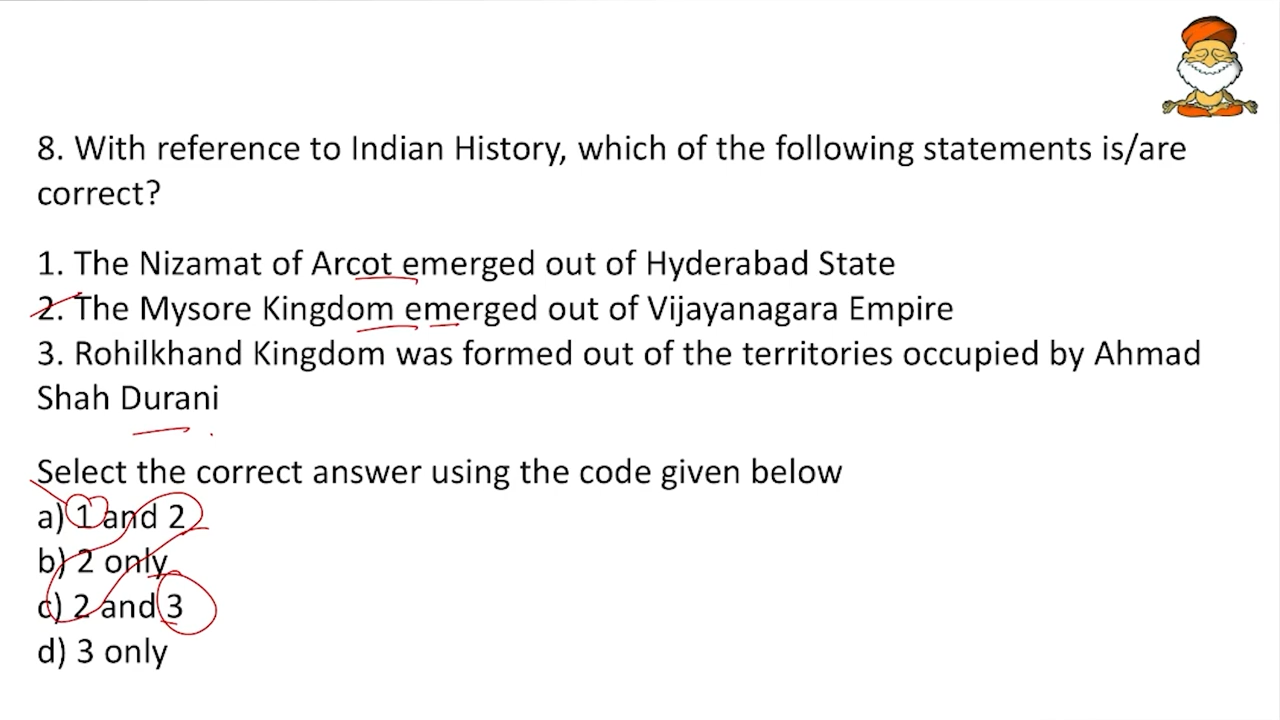 8. With reference to Indian History, which of the following statements is/are
correct?
1. The Nizamat of Arcot emerged out of Hyderabad State
2. The Mysore Kingdom emerged out of Vijayanagara Empire
3. Rohilkhand Kingdom was formed out of the territories occupied by Ahmad
Shah Durani
Select the correct answer using the code given below
a) 1 and 2
b) 2 only
c) 2 and 3
d) 3 only